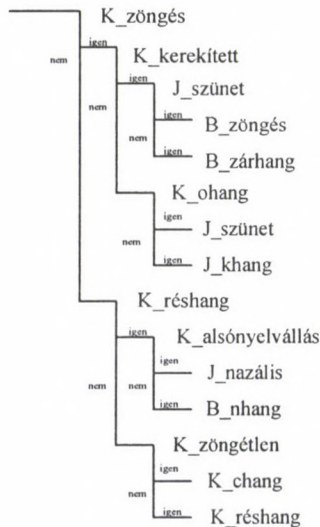 K_zöngés
igen
nem
K_kerekített
igen
J_szünet
nem
igen
B_zöngés
nem
igen
B_zárhang
K_ohang
igen
J_szünet
nem
igen
J_khang
K_réshang
igen
K_alsónyelvállás
igen
J_nazális
nem
nem
igen
B_nhang
K_zöngétlen
igen
K_chang
nem
igen
K_réshang